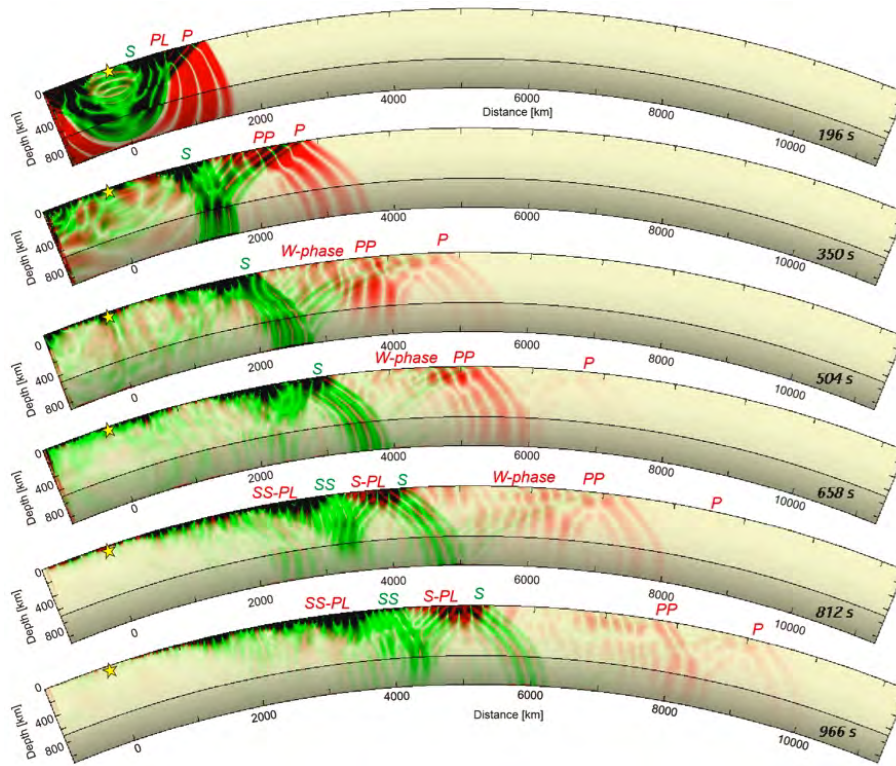 S PL P
0 400 800 Depth [km]
0 2000 4000 6000 8000 10000
Distance [km]
196 s
S PP P
0 400 800 Depth [km]
0 2000 4000 6000 8000 10000
350 s
S W-phase PP P
0 400 800 Depth [km]
0 2000 4000 6000 8000 10000
504 s
S W-phase PP P
0 400 800 Depth [km]
0 2000 4000 6000 8000 10000
658 s
SS-PL SS S-PL S W-phase PP P
0 400 800 Depth [km]
0 2000 4000 6000 8000 10000
812 s
SS-PL SS S-PL S PP P
0 400 800 Depth [km]
0 2000 4000 6000 8000 10000
Distance [km]
966 s